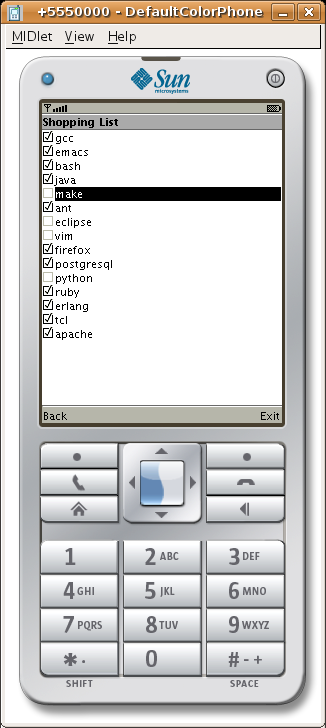 +5550000 - DefaultColorPhone
MIDlet View Help
Sun
microsystems
Shopping List
gcc
emacs
bash
java
make
ant
eclipse
vim
firefox
postgresql
python
ruby
erlang
tcl
apache
Back Exit
1 2 ABC 3 DEF
4 GHI 5 JKL 6 MNO
7 PQRS 8 TUV 9 WXYZ
* . 0 # - +
SHIFT SPACE